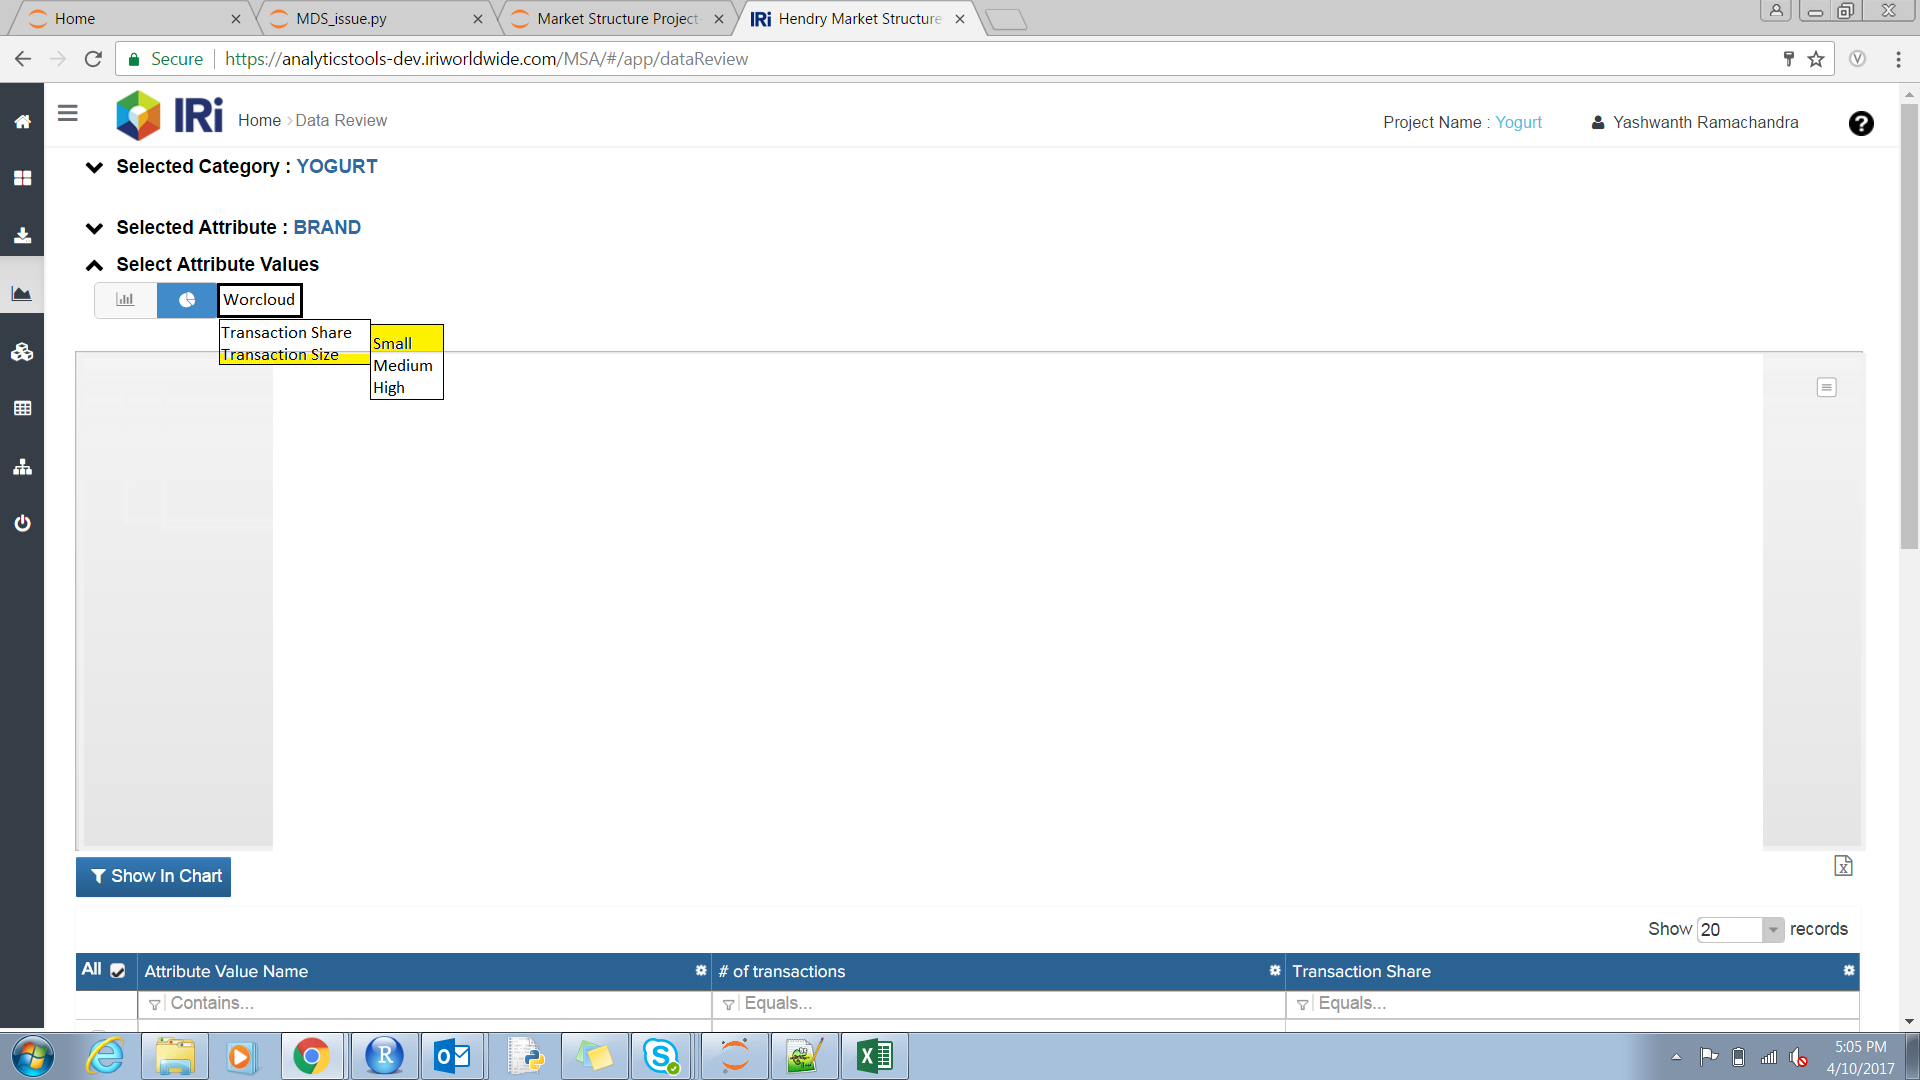 Home
MDS_issue.py
Market Structure Project
IRi Hendry Market Structure
Secure https://analyticstools-dev.iriworldwide.com/MSA/#/app/dataReview
IRi Home Data Review
Project Name : Yogurt Yashwanth Ramachandra ?
Selected Category : YOGURT
Selected Attribute : BRAND
Select Attribute Values
Worcloud
Transaction Share
Transaction Size
Small
Medium
High
Show In Chart
Show 20 records
All Attribute Value Name # of transactions Transaction Share
Contains... Equals... Equals...
5:05 PM
4/10/2017